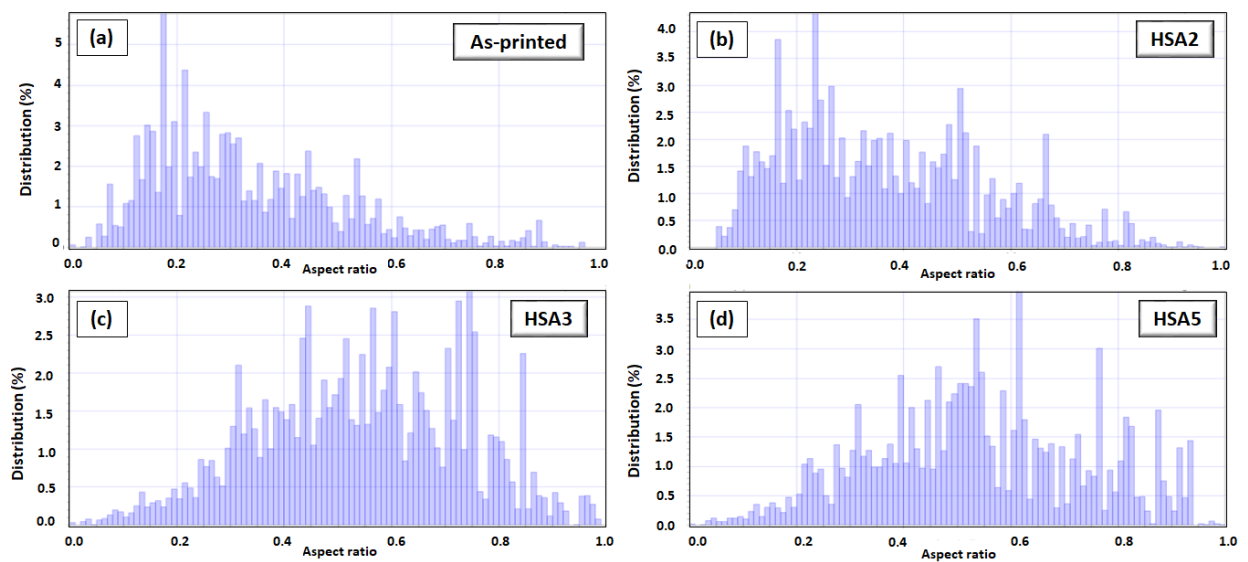 (a)
As-printed
Distribution (%)
5
4
3
2
1
0
0.0 0.2 0.4 0.6 0.8 1.0
Aspect ratio
(b)
HSA2
Distribution (%)
4.0
3.5
3.0
2.5
2.0
1.5
1.0
0.5
0.0
0.2 0.4 0.6 0.8 1.0
Aspect ratio
(c)
HSA3
Distribution (%)
3.0
2.5
2.0
1.5
1.0
0.5
0.0
0.0 0.2 0.4 0.6 0.8 1.0
Aspect ratio
(d)
HSA5
Distribution (%)
3.5
3.0
2.5
2.0
1.5
1.0
0.5
0.0
0.0 0.2 0.4 0.6 0.8 1.0
Aspect ratio